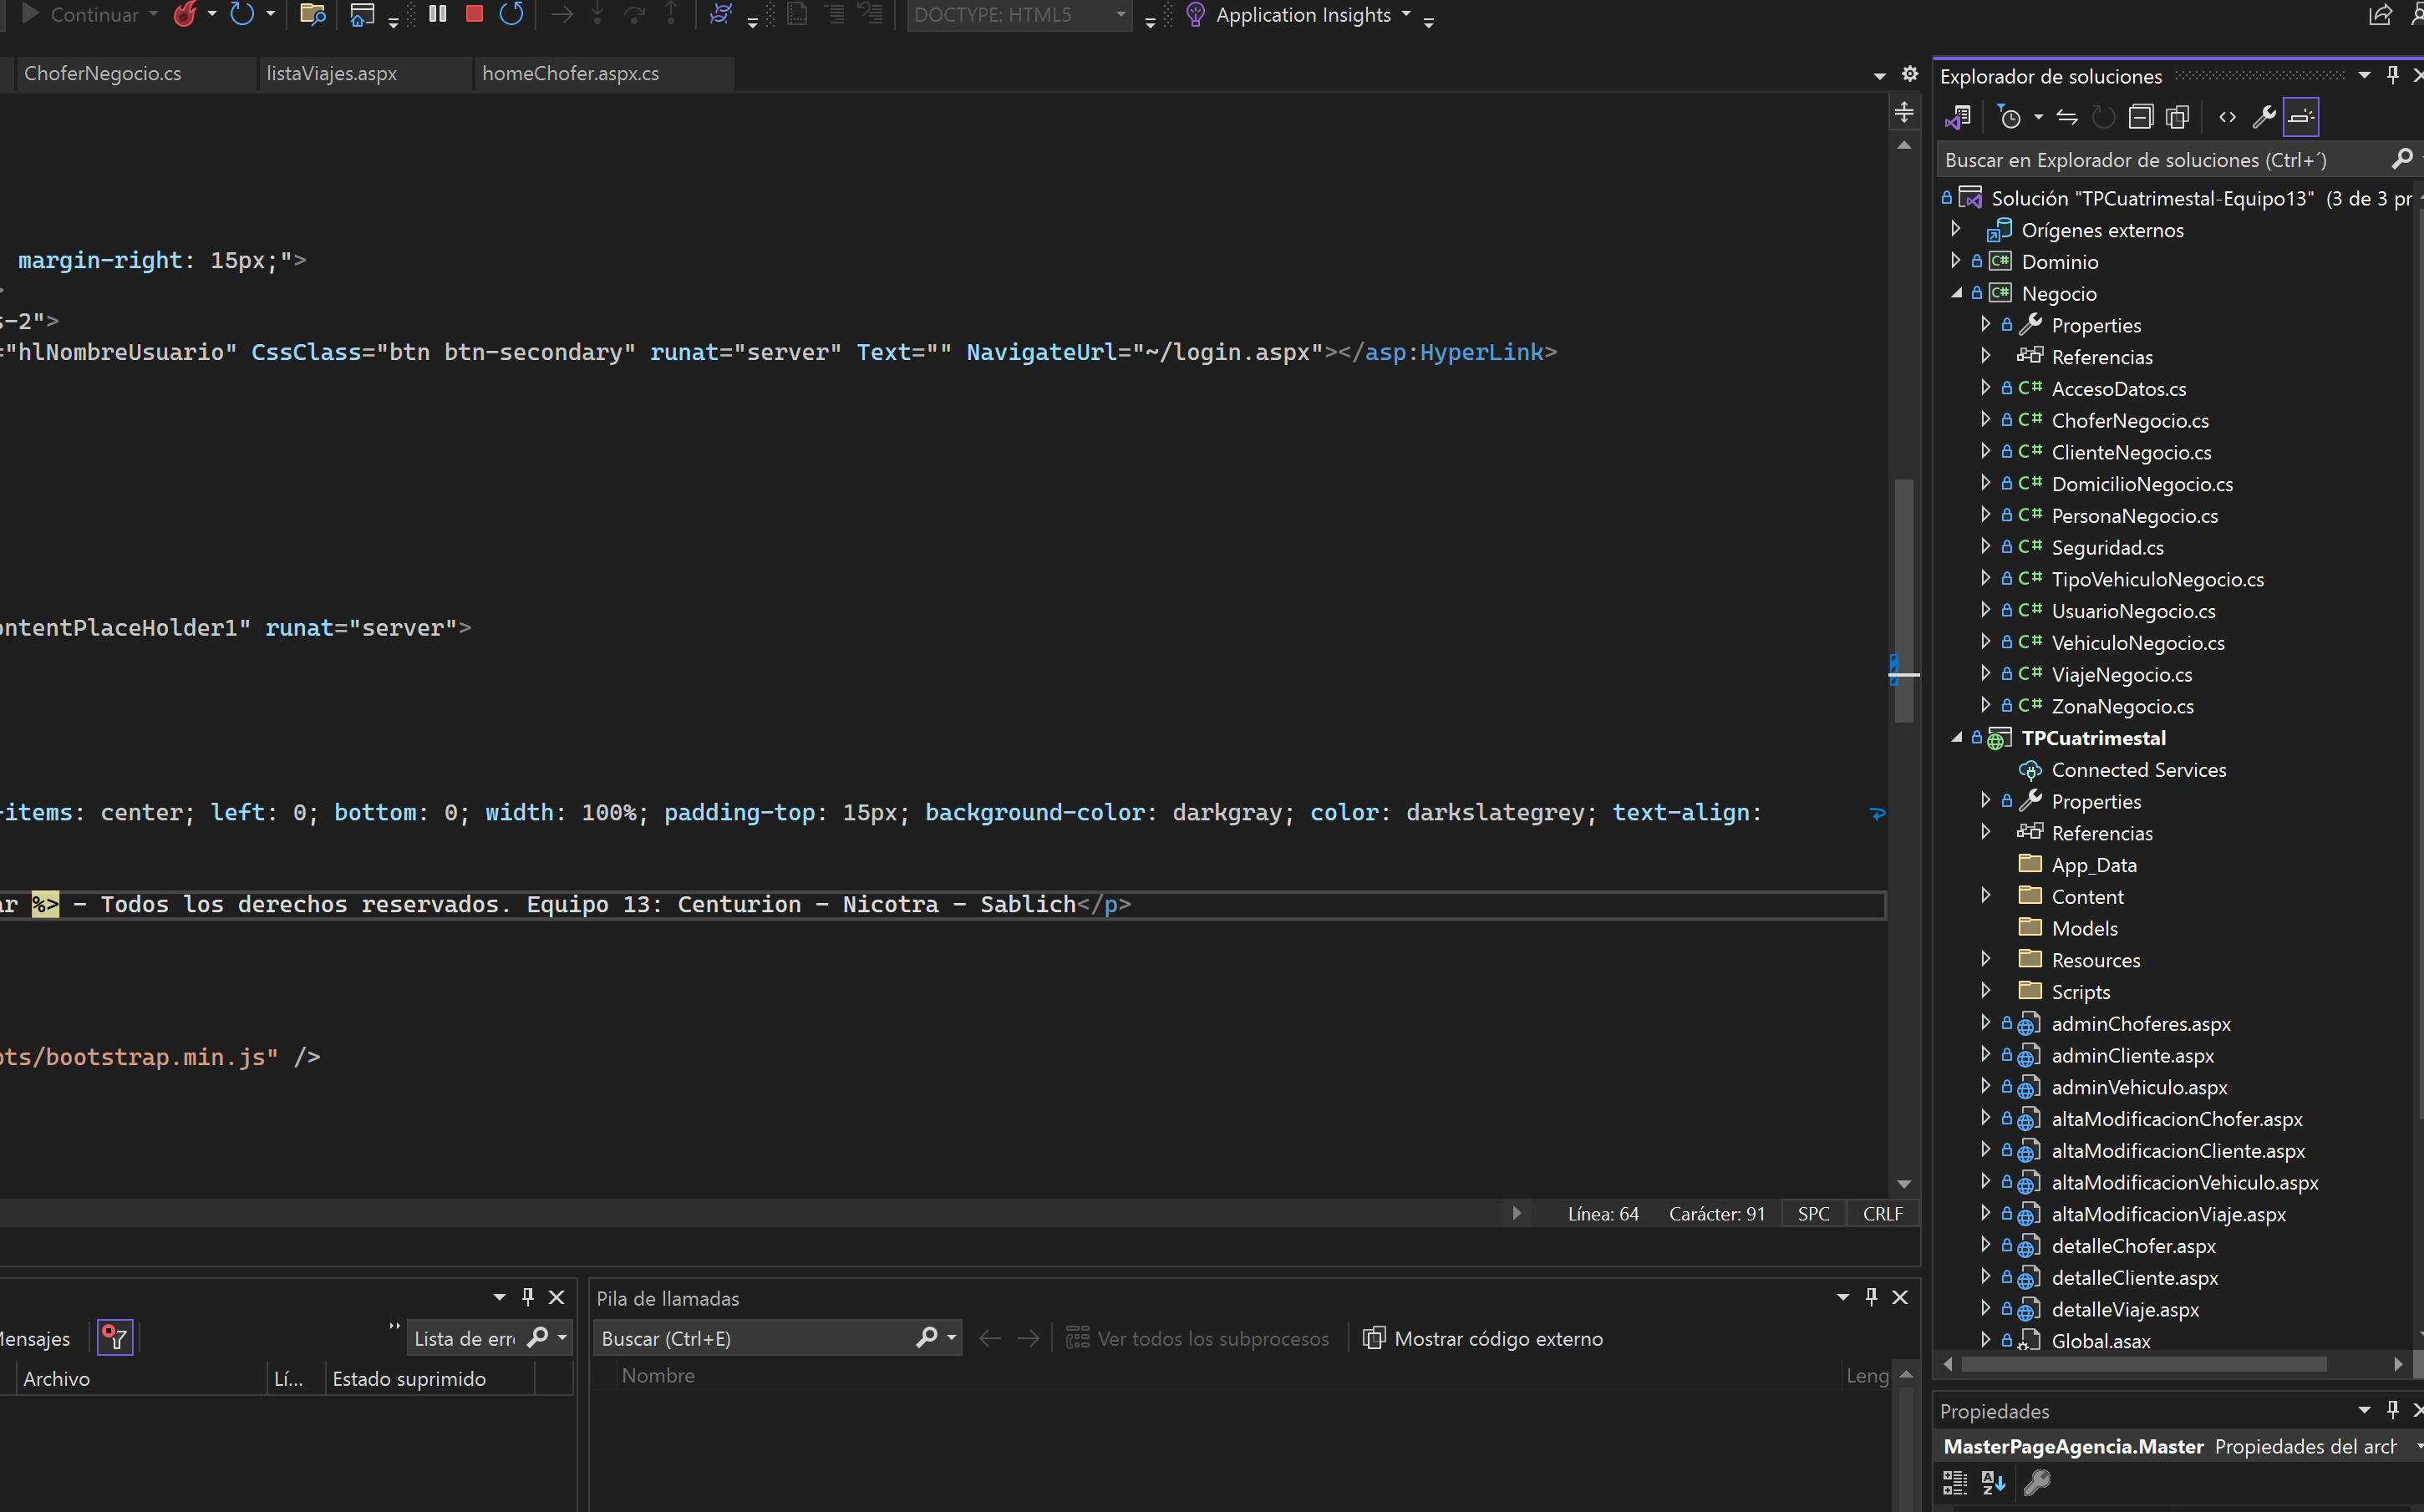 Continuar
DOCTYPE: HTML5
Application Insights
ChoferNegocio.cs
listaViajes.aspx
homeChofer.aspx.cs
margin-right: 15px;">
s-2">
="hlNombreUsuario" CssClass="btn btn-secondary" runat="server" Text="" NavigateUrl="~/login.aspx"></asp:HyperLink>
ontentPlaceHolder1" runat="server">
-items: center; left: 0; bottom: 0; width: 100%; padding-top: 15px; background-color: darkgray; color: darkslategrey; text-align:
ar %> - Todos los derechos reservados. Equipo 13: Centurion - Nicotra - Sablich</p>
pts/bootstrap.min.js" />
Línea: 64
Carácter: 91
SPC
CRLF
Mensajes
Lista de erro
Archivo
Lí...
Estado suprimido
Pila de llamadas
Buscar (Ctrl+E)
Ver todos los subprocesos
Mostrar código externo
Nombre
Leng
Explorador de soluciones
Buscar en Explorador de soluciones (Ctrl+´)
Solución "TPCuatrimestal-Equipo13" (3 de 3 pr
Orígenes externos
C# Dominio
C# Negocio
Properties
Referencias
C# AccesoDatos.cs
C# ChoferNegocio.cs
C# ClienteNegocio.cs
C# DomicilioNegocio.cs
C# PersonaNegocio.cs
C# Seguridad.cs
C# TipoVehiculoNegocio.cs
C# UsuarioNegocio.cs
C# VehiculoNegocio.cs
C# ViajeNegocio.cs
C# ZonaNegocio.cs
TPCuatrimestal
Connected Services
Properties
Referencias
App_Data
Content
Models
Resources
Scripts
adminChoferes.aspx
adminCliente.aspx
adminVehiculo.aspx
altaModificacionChofer.aspx
altaModificacionCliente.aspx
altaModificacionVehiculo.aspx
altaModificacionViaje.aspx
detalleChofer.aspx
detalleCliente.aspx
detalleViaje.aspx
Global.asax
Propiedades
MasterPageAgencia.Master Propiedades del arch